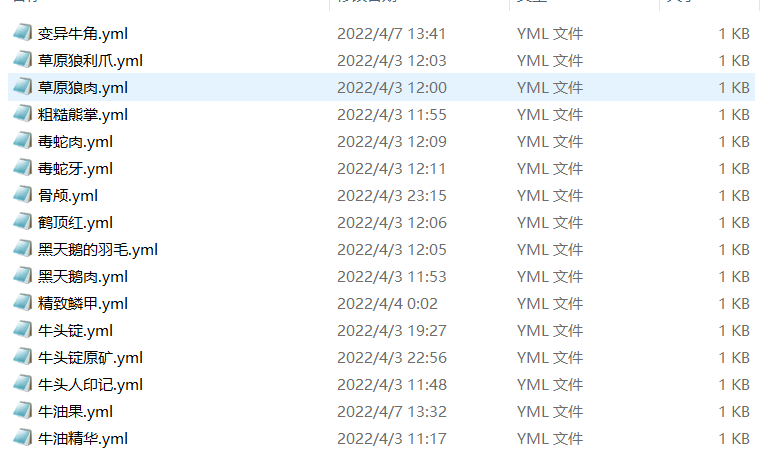 变异牛角.yml 2022/4/7 13:41 YML 文件 1 KB
草原狼利爪.yml 2022/4/3 12:03 YML 文件 1 KB
草原狼肉.yml 2022/4/3 12:00 YML 文件 1 KB
粗糙熊掌.yml 2022/4/3 11:55 YML 文件 1 KB
毒蛇肉.yml 2022/4/3 12:09 YML 文件 1 KB
毒蛇牙.yml 2022/4/3 12:11 YML 文件 1 KB
骨颅.yml 2022/4/3 23:15 YML 文件 1 KB
鹤顶红.yml 2022/4/3 12:06 YML 文件 1 KB
黑天鹅的羽毛.yml 2022/4/3 12:05 YML 文件 1 KB
黑天鹅肉.yml 2022/4/3 11:53 YML 文件 1 KB
精致鳞甲.yml 2022/4/4 0:02 YML 文件 1 KB
牛头锭.yml 2022/4/3 19:27 YML 文件 1 KB
牛头锭原矿.yml 2022/4/3 22:56 YML 文件 1 KB
牛头人印记.yml 2022/4/3 11:48 YML 文件 1 KB
牛油果.yml 2022/4/7 13:32 YML 文件 1 KB
牛油精华.yml 2022/4/3 11:17 YML 文件 1 KB